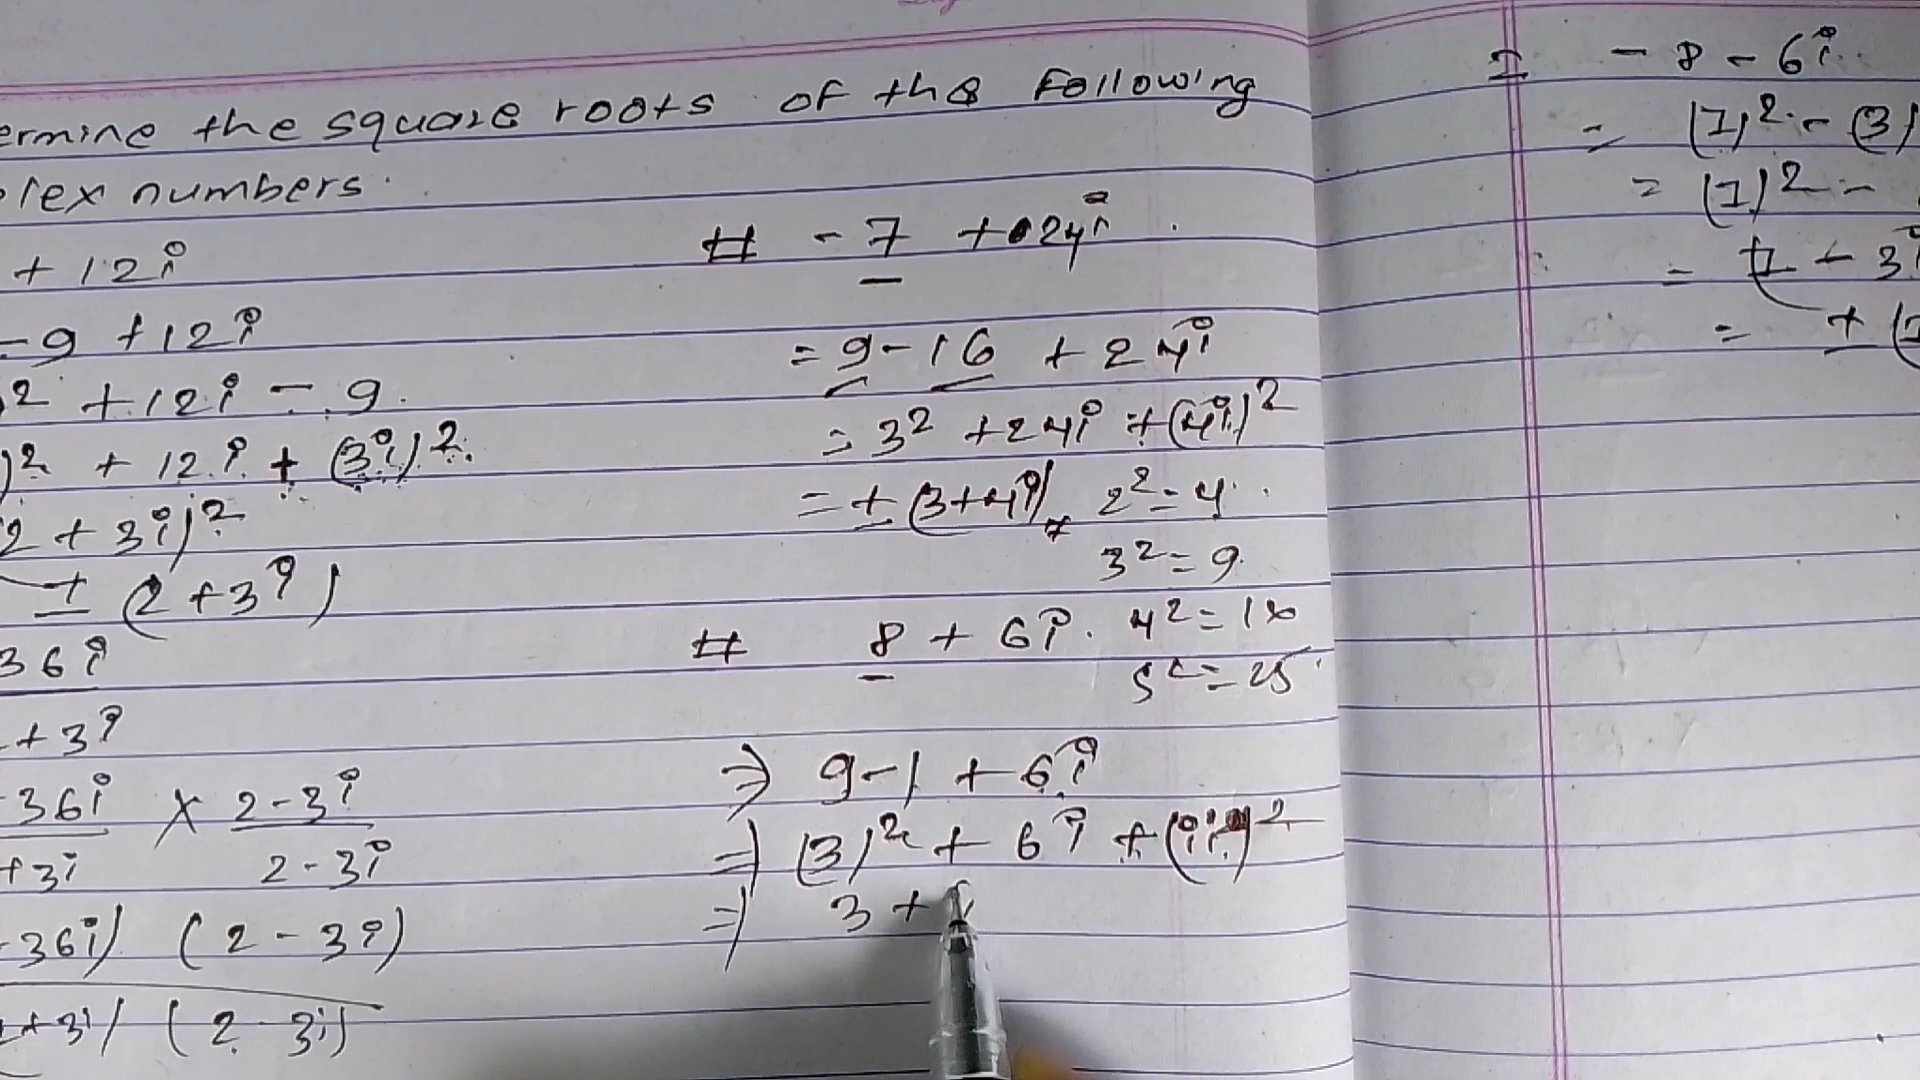 ermine the square roots of the Following
lex numbers.
+ 12i
- 9 + 12i
)2 + 12i - 9.
)2 + 12i + (3i)2.
2 + 3i)2
± (2 + 3i)
36i
+ 3i
36i × 2 - 3i
+ 3i 2 - 3i
36i) (2 - 3i)
+ 3i) (2 - 3i)
# - 7 + 24i
= 9 - 16 + 24i
= 3² + 24i + (4i)²
= ± (3+4i) 2² = 4
3² = 9
# 8 + 6i. 4² = 16
5² = 25
⇒ 9 - 1 + 6i
⇒ (3)² + 6i + (i)²
⇒ 3 +
- 8 - 6i
= (1)² - (3)
= (1)² -
= 1 - 3i
= ± (1